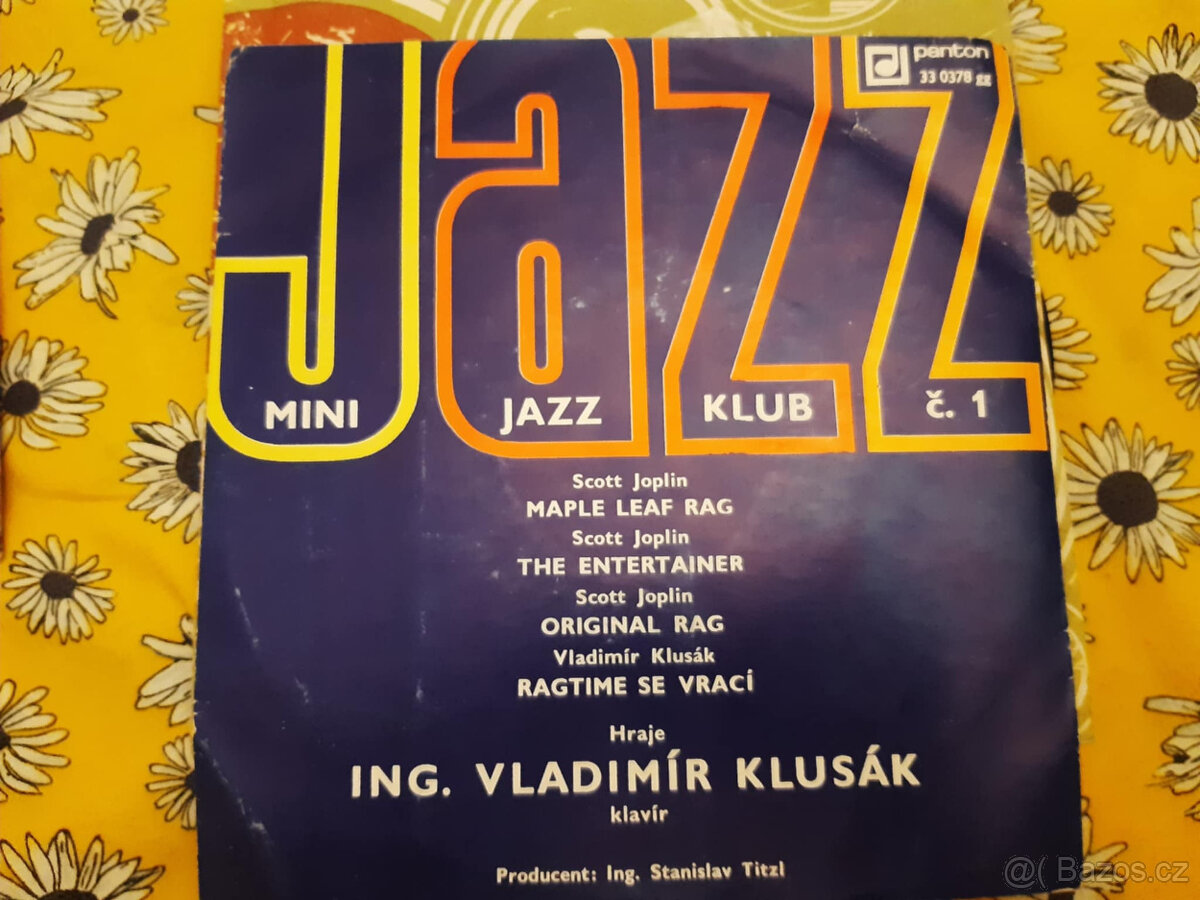 Jazz
panton
33 0378 gg
MINI JAZZ KLUB č. 1
Scott Joplin
MAPLE LEAF RAG
Scott Joplin
THE ENTERTAINER
Scott Joplin
ORIGINAL RAG
Vladimír Klusák
RAGTIME SE VRACÍ
Hraje
ING. VLADIMÍR KLUSÁK
klavír
Producent: Ing. Stanislav Titzl
@( Bazos.cz